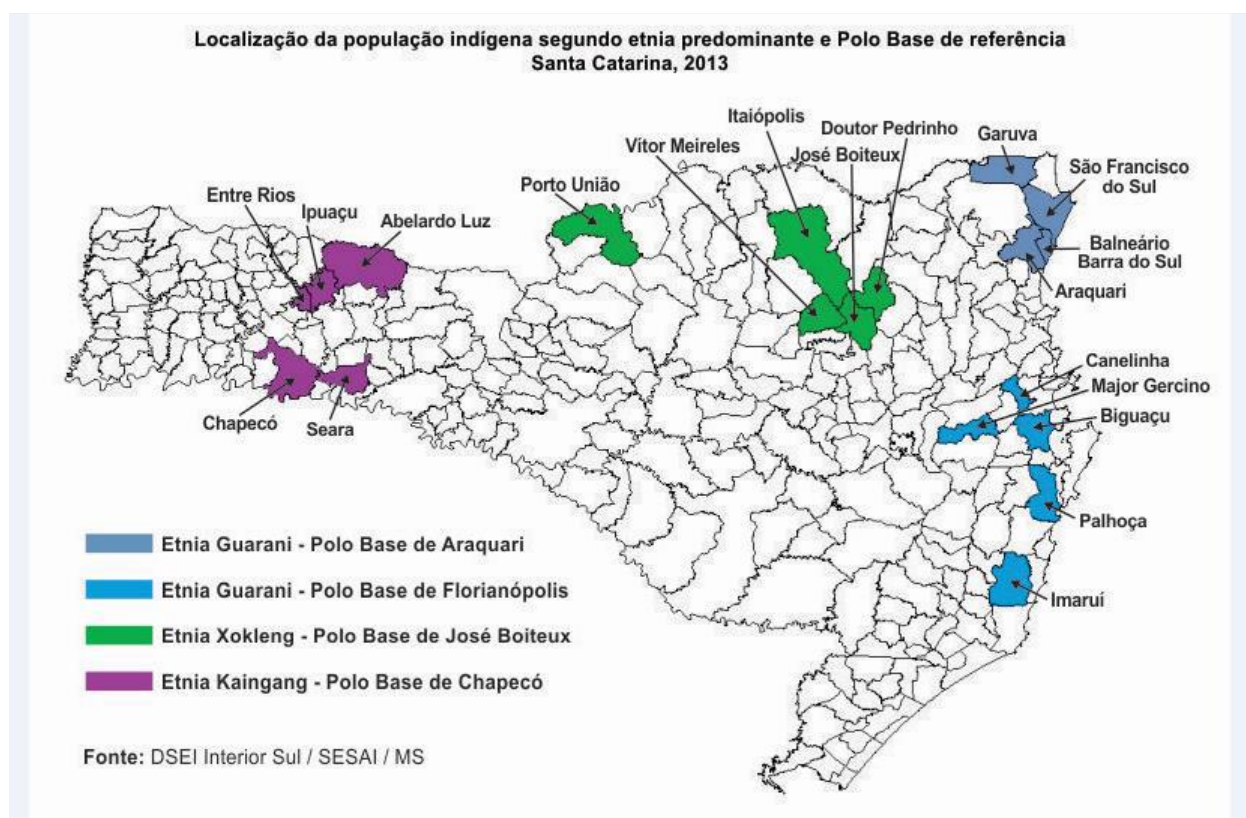 Localização da população indígena segundo etnia predominante e Polo Base de referência
Santa Catarina, 2013
Itaiópolis
Doutor Pedrinho
Garuva
Vítor Meireles
José Boiteux
São Francisco
do Sul
Porto União
Entre Rios
Ipuaçu
Abelardo Luz
Balneário
Barra do Sul
Araquari
Canelinha
Major Gercino
Biguaçu
Chapecó
Seara
Palhoça
Imaruí
Etnia Guarani - Polo Base de Araquari
Etnia Guarani - Polo Base de Florianópolis
Etnia Xokleng - Polo Base de José Boiteux
Etnia Kaingang - Polo Base de Chapecó
Fonte: DSEI Interior Sul / SESAI / MS